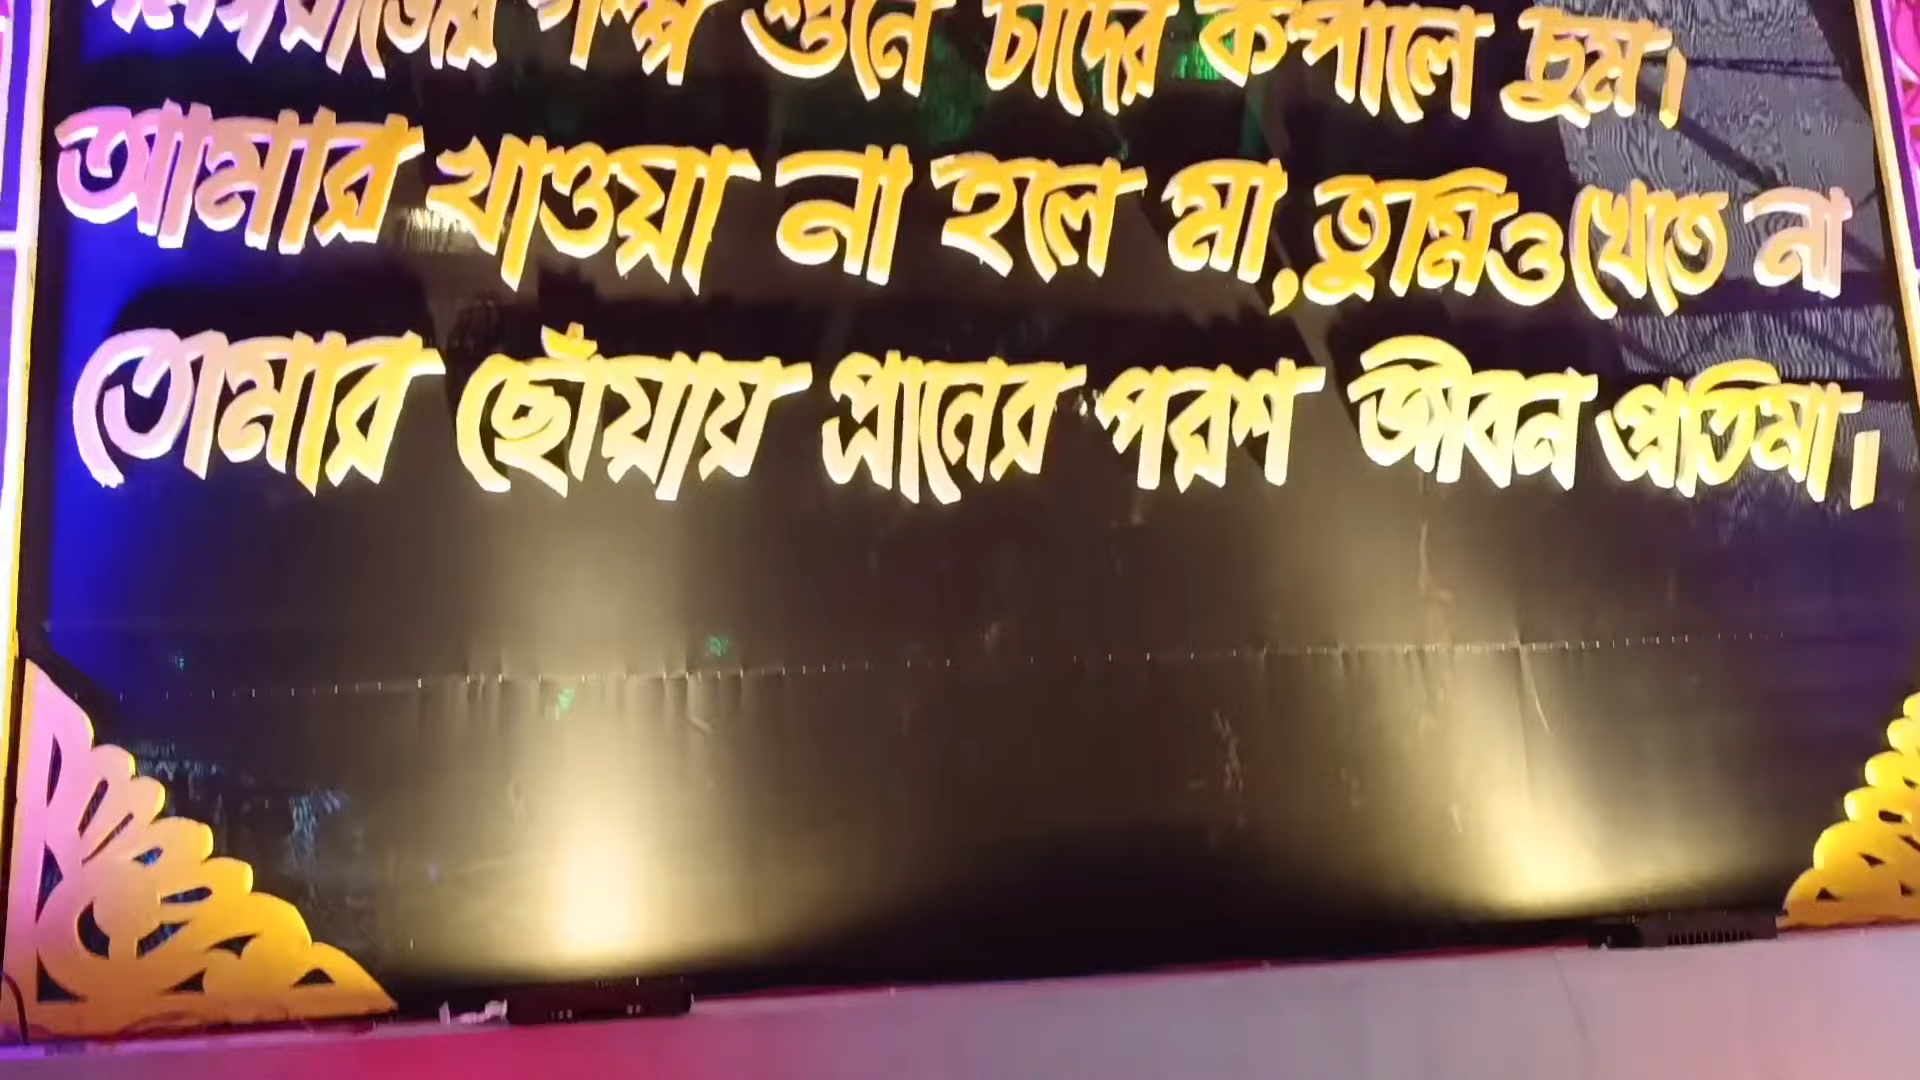 গল্প শুনে চাঁদের কপালে চুম।
আমার খাওয়া না হলে মা, তুমিও খেতে না
তোমার ছোঁয়ায় প্রানের পরশ জীবন প্রতিমা।